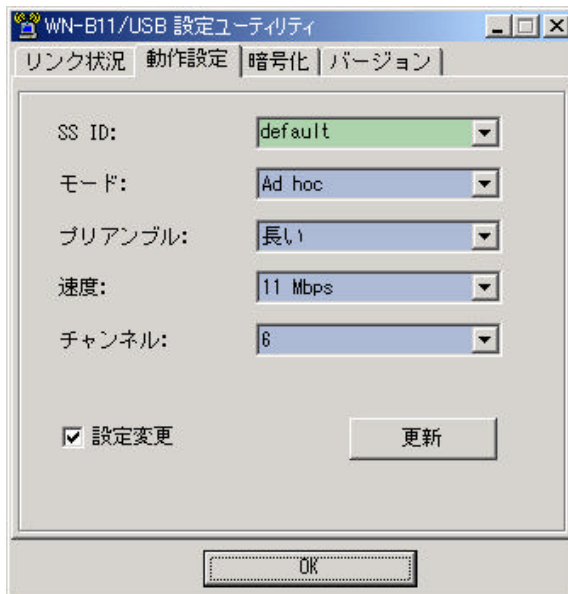 WN-B11/USB 設定ユーティリティ
リンク状況 動作設定 暗号化 バージョン
SS ID: default
モード: Ad hoc
プリアンブル: 長い
速度: 11 Mbps
チャンネル: 6
設定変更 更新
OK